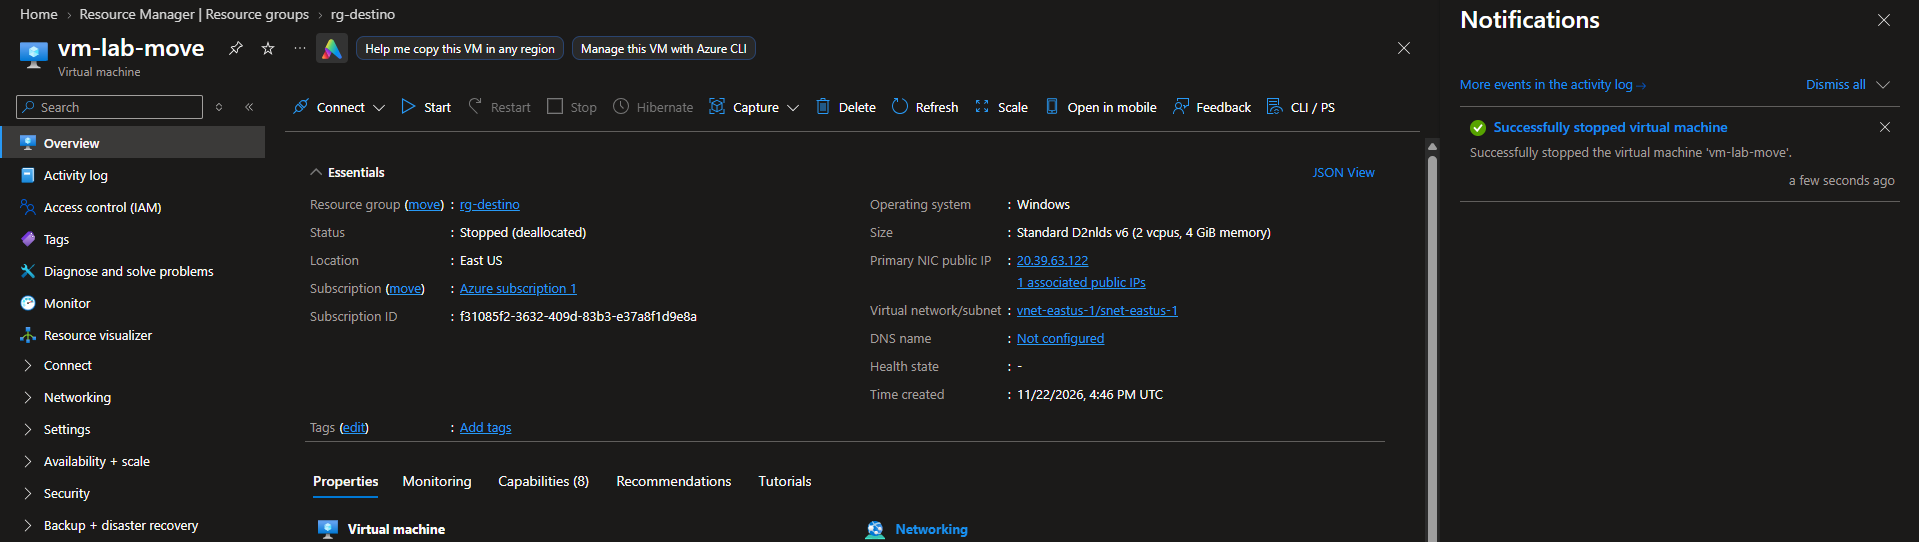 Home > Resource Manager | Resource groups > rg-destino
vm-lab-move
Virtual machine
Help me copy this VM in any region
Manage this VM with Azure CLI
Search
Overview
Activity log
Access control (IAM)
Tags
Diagnose and solve problems
Monitor
Resource visualizer
Connect
Networking
Settings
Availability + scale
Security
Backup + disaster recovery
Connect Start Restart Stop Hibernate Capture Delete Refresh Scale Open in mobile Feedback CLI / PS
Essentials
JSON View
Resource group (move) : rg-destino
Status : Stopped (deallocated)
Location : East US
Subscription (move) : Azure subscription 1
Subscription ID : f31085f2-3632-409d-83b3-e37a8f1d9e8a
Operating system : Windows
Size : Standard D2nlds v6 (2 vcpus, 4 GiB memory)
Primary NIC public IP : 20.39.63.122
1 associated public IPs
Virtual network/subnet : vnet-eastus-1/snet-eastus-1
DNS name : Not configured
Health state : -
Time created : 11/22/2026, 4:46 PM UTC
Tags (edit) : Add tags
Properties Monitoring Capabilities (8) Recommendations Tutorials
Virtual machine
Networking
Notifications
More events in the activity log →
Dismiss all
Successfully stopped virtual machine
Successfully stopped the virtual machine 'vm-lab-move'.
a few seconds ago